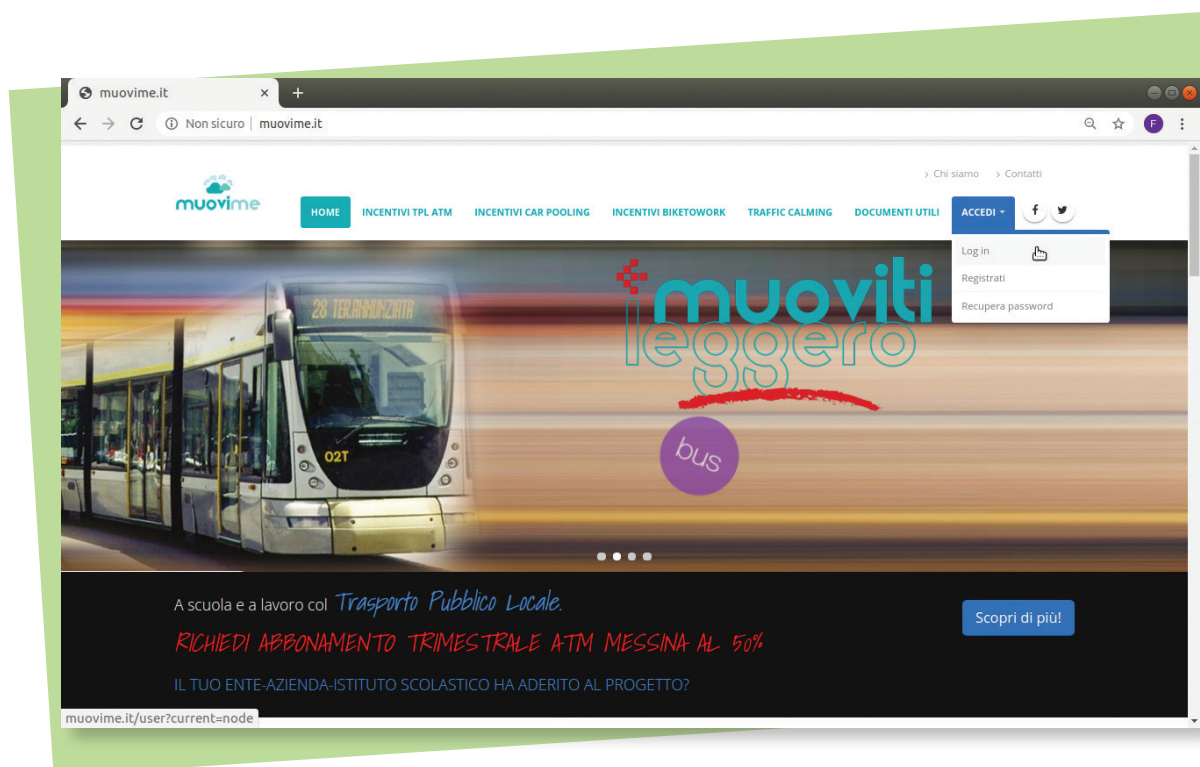 muovime.it
Non sicuro | muovime.it
F
Chi siamo
Contatti
muovime
HOME
INCENTIVI TPL ATM
INCENTIVI CAR POOLING
INCENTIVI BIKETOWORK
TRAFFIC CALMING
DOCUMENTI UTILI
ACCEDI
Log in
Registrati
Recupera password
28 TER.ANNUNZIATA
muoviti
leggero
bus
02T
A scuola e a lavoro col Trasporto Pubblico Locale.
Scopri di più!
RICHIEDI ABBONAMENTO TRIMESTRALE ATM MESSINA AL 50%
IL TUO ENTE-AZIENDA-ISTITUTO SCOLASTICO HA ADERITO AL PROGETTO?
muovime.it/user?current=node